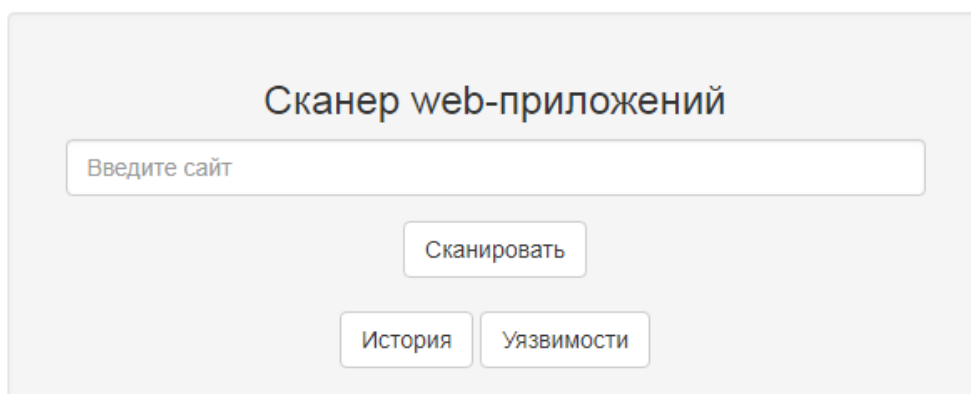 Сканер web-приложений
Введите сайт
Сканировать
История Уязвимости